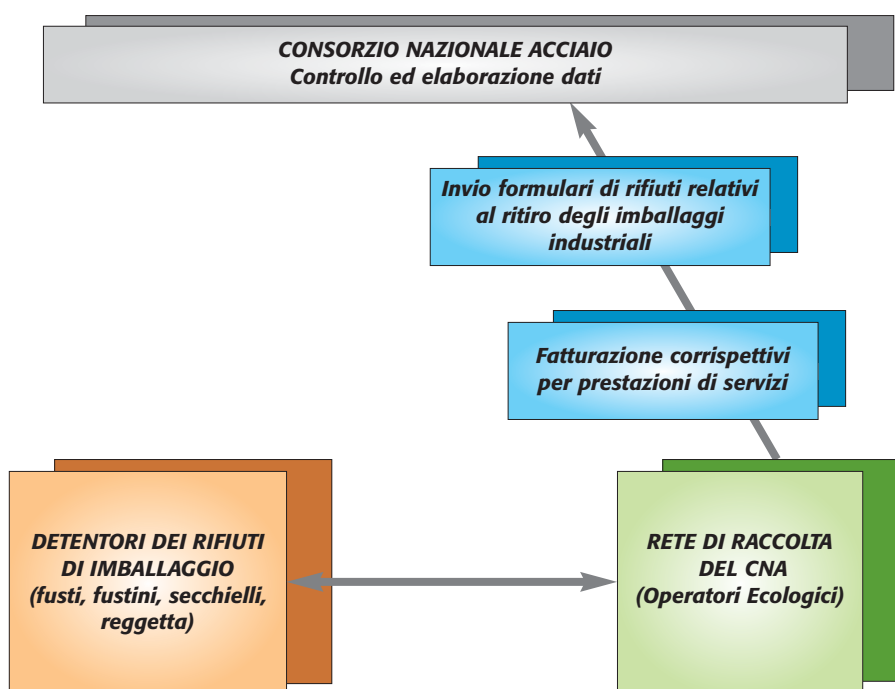 CONSORZIO NAZIONALE ACCIAIO
Controllo ed elaborazione dati
Invio formulari di rifiuti relativi
al ritiro degli imballaggi
industriali
Fatturazione corrispettivi
per prestazioni di servizi
DETENTORI DEI RIFIUTI
DI IMBALLAGGIO
(fusti, fustini, secchielli,
reggetta)
RETE DI RACCOLTA
DEL CNA
(Operatori Ecologici)